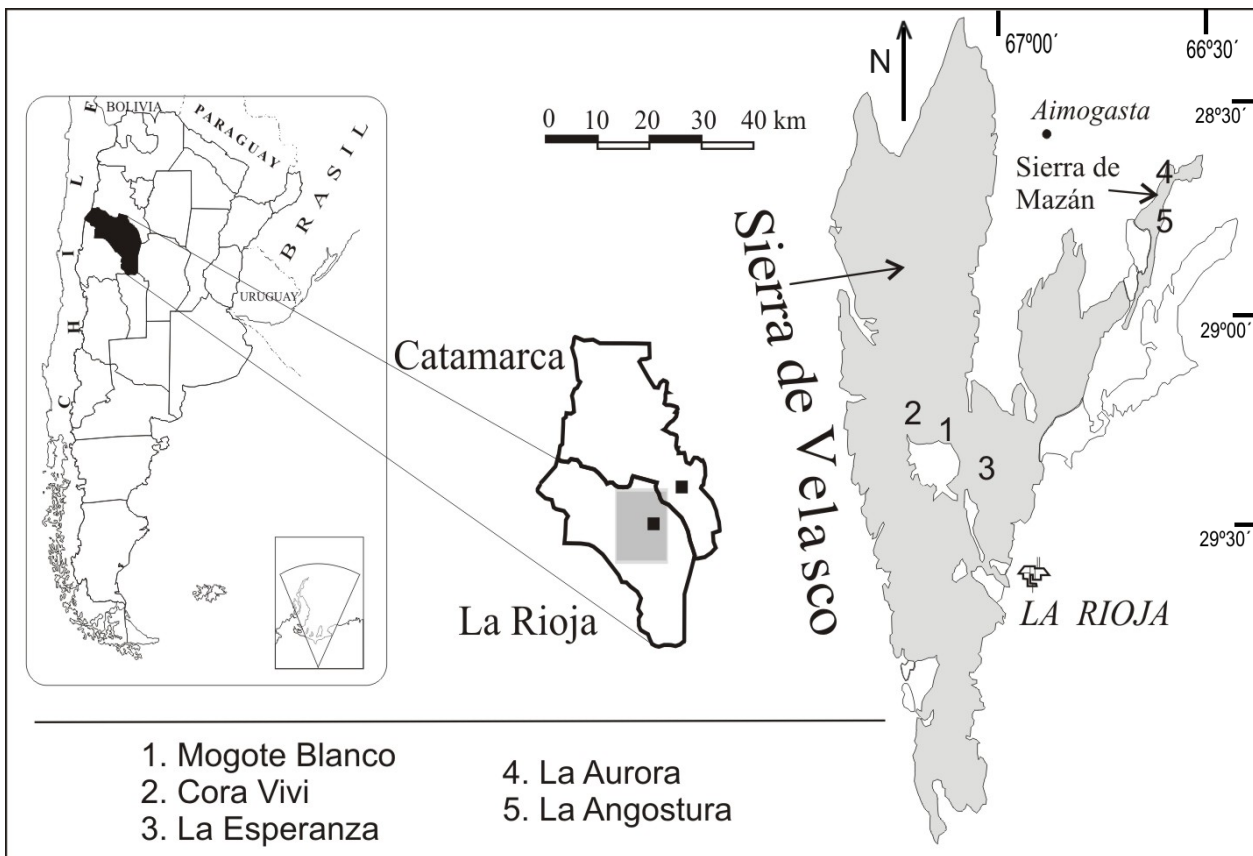 BOLIVIA
PARAGUAY
BRASIL
CHILE
URUGUAY
0 10 20 30 40 km
N
67º00´
66º30´
28º30´
Aimogasta
Sierra de
Mazán
4
5
Sierra de Velasco
29º00´
Catamarca
2
1
3
29º30´
La Rioja
LA RIOJA
1. Mogote Blanco
2. Cora Vivi
3. La Esperanza
4. La Aurora
5. La Angostura